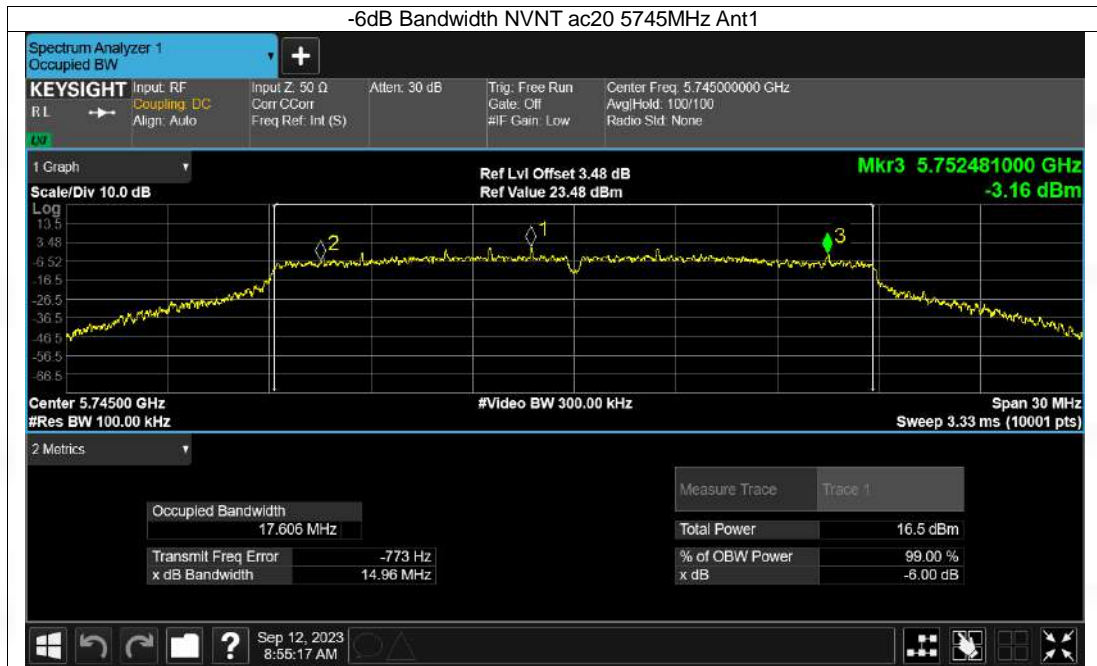 -6dB Bandwidth NVNT ac20 5745MHz Ant1
Spectrum Analyzer 1
Occupied BW
KEYSIGHT
R L
LXI
Input: RF
Coupling: DC
Align: Auto
Input Z: 50 Ω
Corr CCorr
Freq Ref: Int (S)
Atten: 30 dB
Trig: Free Run
Gate: Off
#IF Gain: Low
Center Freq: 5.745000000 GHz
Avg|Hold: 100/100
Radio Std: None
1 Graph
Scale/Div 10.0 dB
Ref Lvl Offset 3.48 dB
Ref Value 23.48 dBm
Mkr3 5.752481000 GHz
-3.16 dBm
Log
13.5
3.48
-6.52
-16.5
-26.5
-36.5
-46.5
-56.5
-66.5
2
1
3
Center 5.74500 GHz
#Res BW 100.00 kHz
#Video BW 300.00 kHz
Span 30 MHz
Sweep 3.33 ms (10001 pts)
2 Metrics
Measure Trace Trace 1
Occupied Bandwidth
17.606 MHz
Total Power 16.5 dBm
Transmit Freq Error -773 Hz
% of OBW Power 99.00 %
x dB Bandwidth 14.96 MHz
x dB -6.00 dB
?
Sep 12, 2023
8:55:17 AM